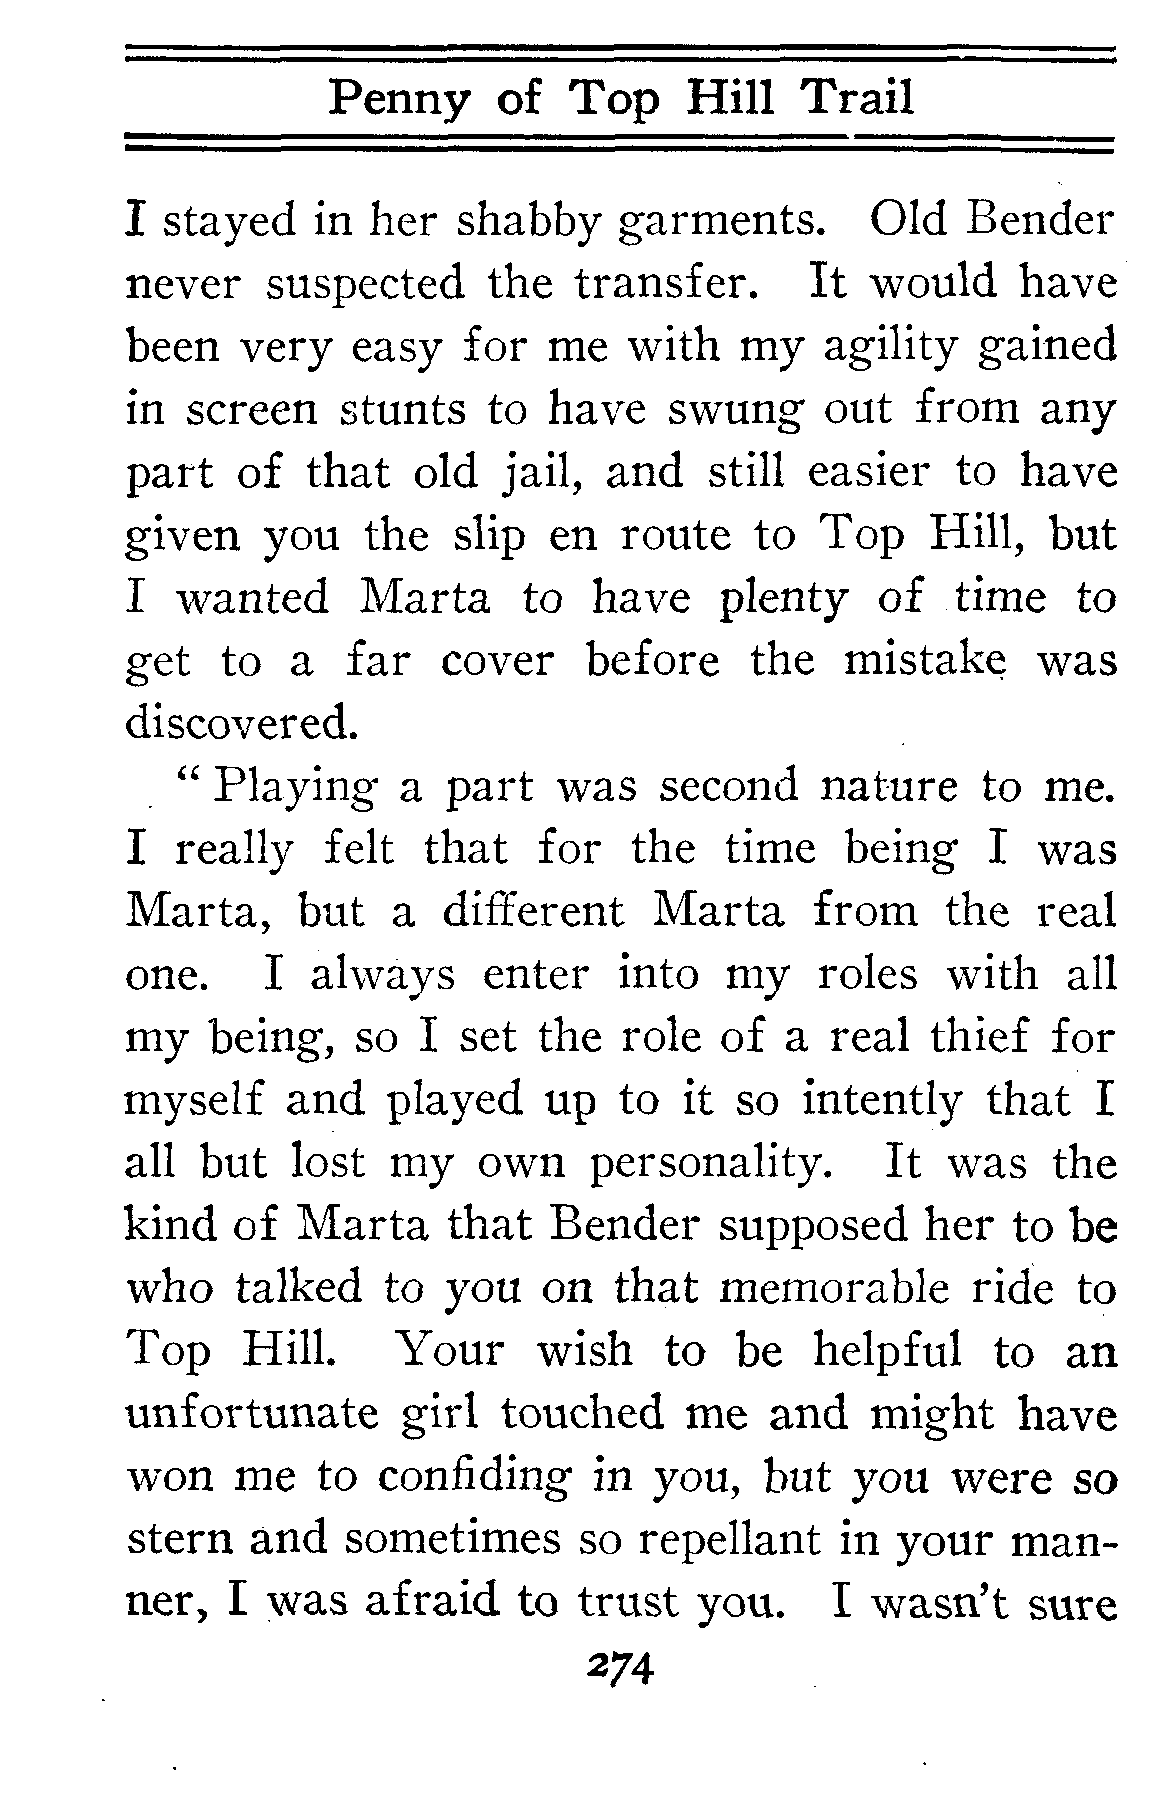 Penny of Top Hill Trail
I stayed in her shabby garments. Old Bender
never suspected the transfer. It would have
been very easy for me with my agility gained
in screen stunts to have swung out from any
part of that old jail, and still easier to have
given you the slip en route to Top Hill, but
I wanted Marta to have plenty of time to
get to a far cover before the mistake was
discovered.
“ Playing a part was second nature to me.
I really felt that for the time being I was
Marta, but a different Marta from the real
one. I always enter into my roles with all
my being, so I set the role of a real thief for
myself and played up to it so intently that I
all but lost my own personality. It was the
kind of Marta that Bender supposed her to be
who talked to you on that memorable ride to
Top Hill. Your wish to be helpful to an
unfortunate girl touched me and might have
won me to confiding in you, but you were so
stern and sometimes so repellant in your man-
ner, I was afraid to trust you. I wasn't sure
274